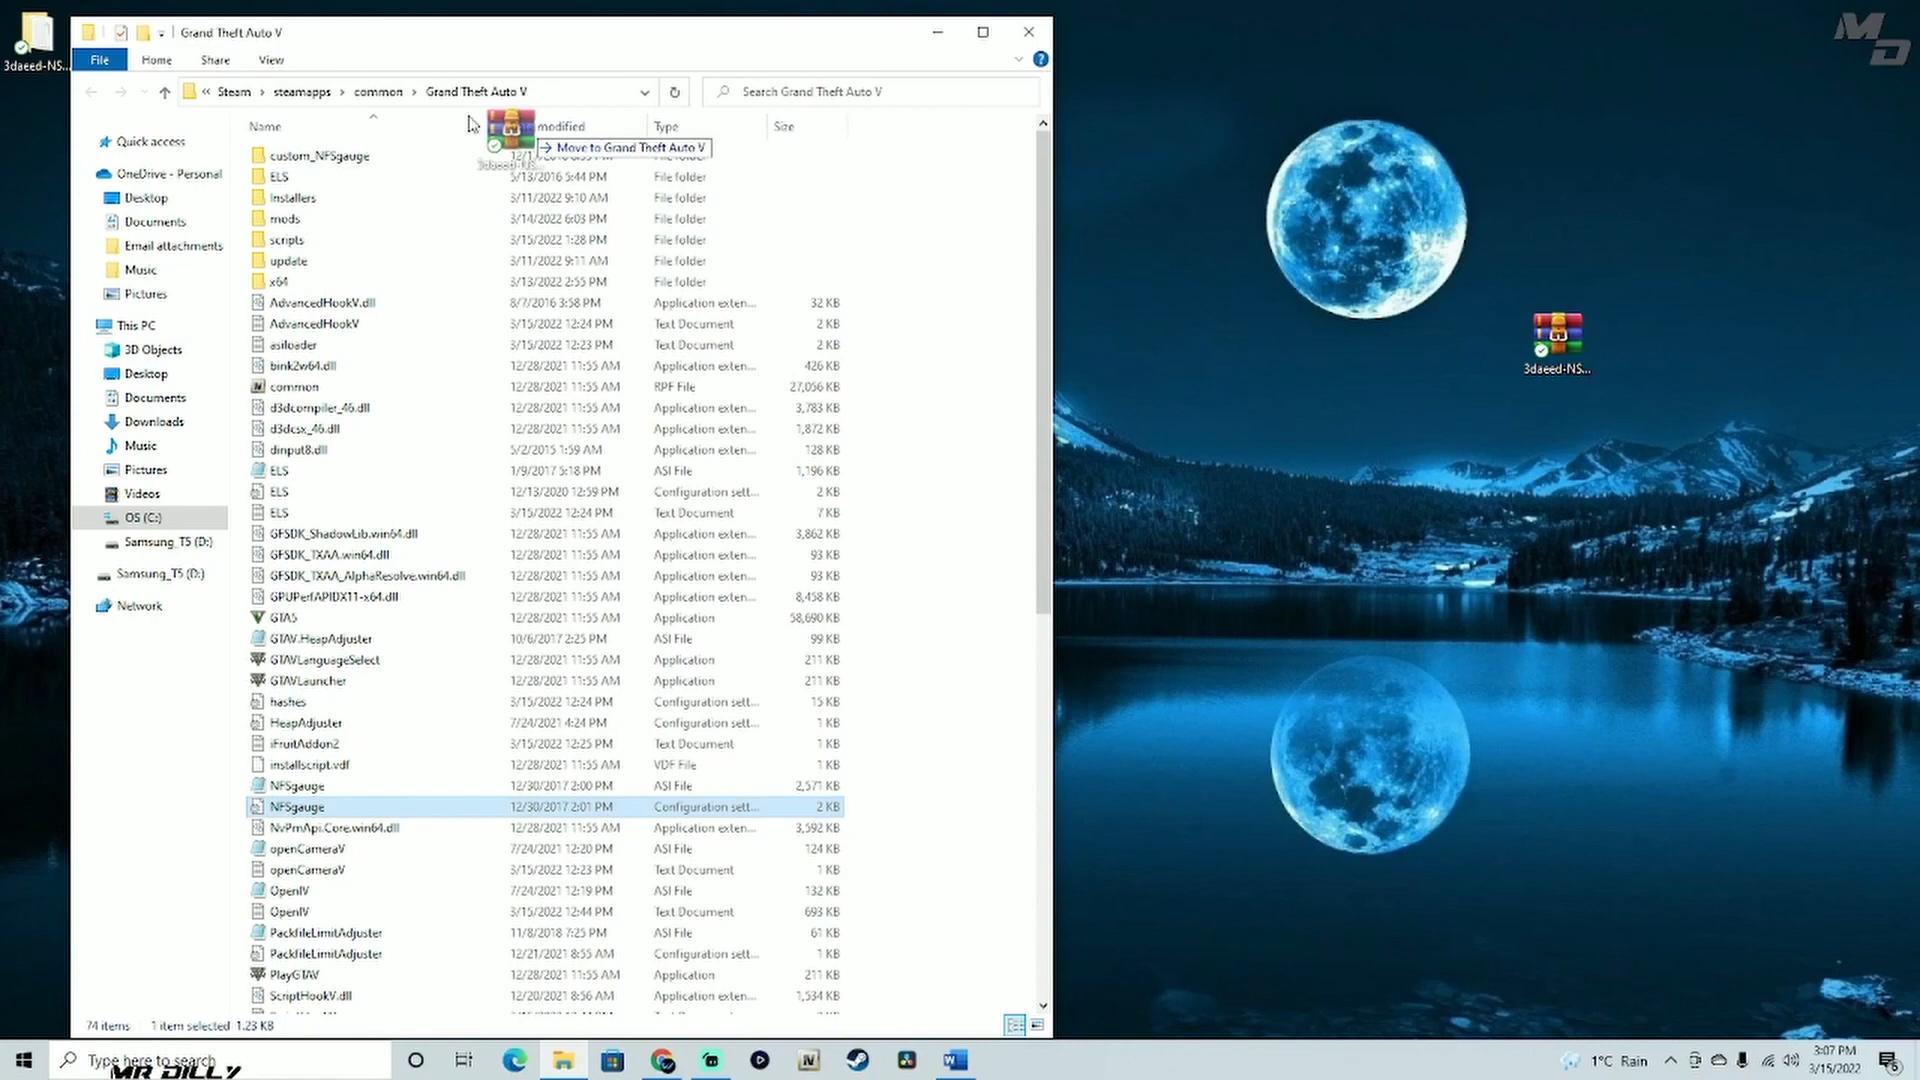 Grand Theft Auto V
File Home Share View
« Steam > steamapps > common > Grand Theft Auto V
Search Grand Theft Auto V
MD
3daeed-NS...
Quick access
OneDrive - Personal
Desktop
Documents
Email attachments
Music
Pictures
This PC
3D Objects
Desktop
Documents
Downloads
Music
Pictures
Videos
OS (C:)
Samsung_T5 (D:)
Samsung_T5 (D:)
Network
Name modified Type Size
Move to Grand Theft Auto V
3daeed-NS...
custom_NFSgauge File folder
ELS 5/13/2016 5:44 PM File folder
Installers 3/11/2022 9:10 AM File folder
mods 3/14/2022 6:03 PM File folder
scripts 3/15/2022 1:28 PM File folder
update 3/11/2022 9:11 AM File folder
x64 3/13/2022 2:55 PM File folder
AdvancedHookV.dll 8/7/2016 3:58 PM Application exten... 32 KB
AdvancedHookV 3/15/2022 12:24 PM Text Document 2 KB
asiloader 3/15/2022 12:23 PM Text Document 2 KB
bink2w64.dll 12/28/2021 11:55 AM Application exten... 426 KB
common 12/28/2021 11:55 AM RPF File 27,056 KB
d3dcompiler_46.dll 12/28/2021 11:55 AM Application exten... 3,783 KB
d3dcsx_46.dll 12/28/2021 11:55 AM Application exten... 1,872 KB
dinput8.dll 5/2/2015 1:59 AM Application exten... 128 KB
ELS 1/9/2017 5:18 PM ASI File 1,196 KB
ELS 12/13/2020 12:59 PM Configuration sett... 2 KB
ELS 3/15/2022 12:24 PM Text Document 7 KB
GFSDK_ShadowLib.win64.dll 12/28/2021 11:55 AM Application exten... 3,862 KB
GFSDK_TXAA.win64.dll 12/28/2021 11:55 AM Application exten... 93 KB
GFSDK_TXAA_AlphaResolve.win64.dll 12/28/2021 11:55 AM Application exten... 93 KB
GPUPerfAPIDX11-x64.dll 12/28/2021 11:55 AM Application exten... 8,458 KB
GTA5 12/28/2021 11:55 AM Application 58,690 KB
GTAV.HeapAdjuster 10/6/2017 2:25 PM ASI File 99 KB
GTAVLanguageSelect 12/28/2021 11:55 AM Application 211 KB
GTAVLauncher 12/28/2021 11:55 AM Application 211 KB
hashes 3/15/2022 12:24 PM Configuration sett... 15 KB
HeapAdjuster 7/24/2021 4:24 PM Configuration sett... 1 KB
iFruitAddon2 3/15/2022 12:25 PM Text Document 1 KB
installscript.vdf 12/28/2021 11:55 AM VDF File 1 KB
NFSgauge 12/30/2017 2:00 PM ASI File 2,571 KB
NFSgauge 12/30/2017 2:01 PM Configuration sett... 2 KB
NvPmApi.Core.win64.dll 12/28/2021 11:55 AM Application exten... 3,592 KB
openCameraV 7/24/2021 12:20 PM ASI File 124 KB
openCameraV 3/15/2022 12:23 PM Text Document 1 KB
OpenIV 7/24/2021 12:19 PM ASI File 132 KB
OpenIV 3/15/2022 12:44 PM Text Document 693 KB
PackfileLimitAdjuster 11/8/2018 7:25 PM ASI File 61 KB
PackfileLimitAdjuster 12/21/2021 8:55 AM Configuration sett... 1 KB
PlayGTAV 12/28/2021 11:55 AM Application 211 KB
ScriptHookV.dll 12/20/2021 8:56 AM Application exten... 1,534 KB
74 items 1 item selected 1.23 KB
3daeed-NS...
Type here to search
MR DILLY
1°C Rain
3:07 PM
3/15/2022
6